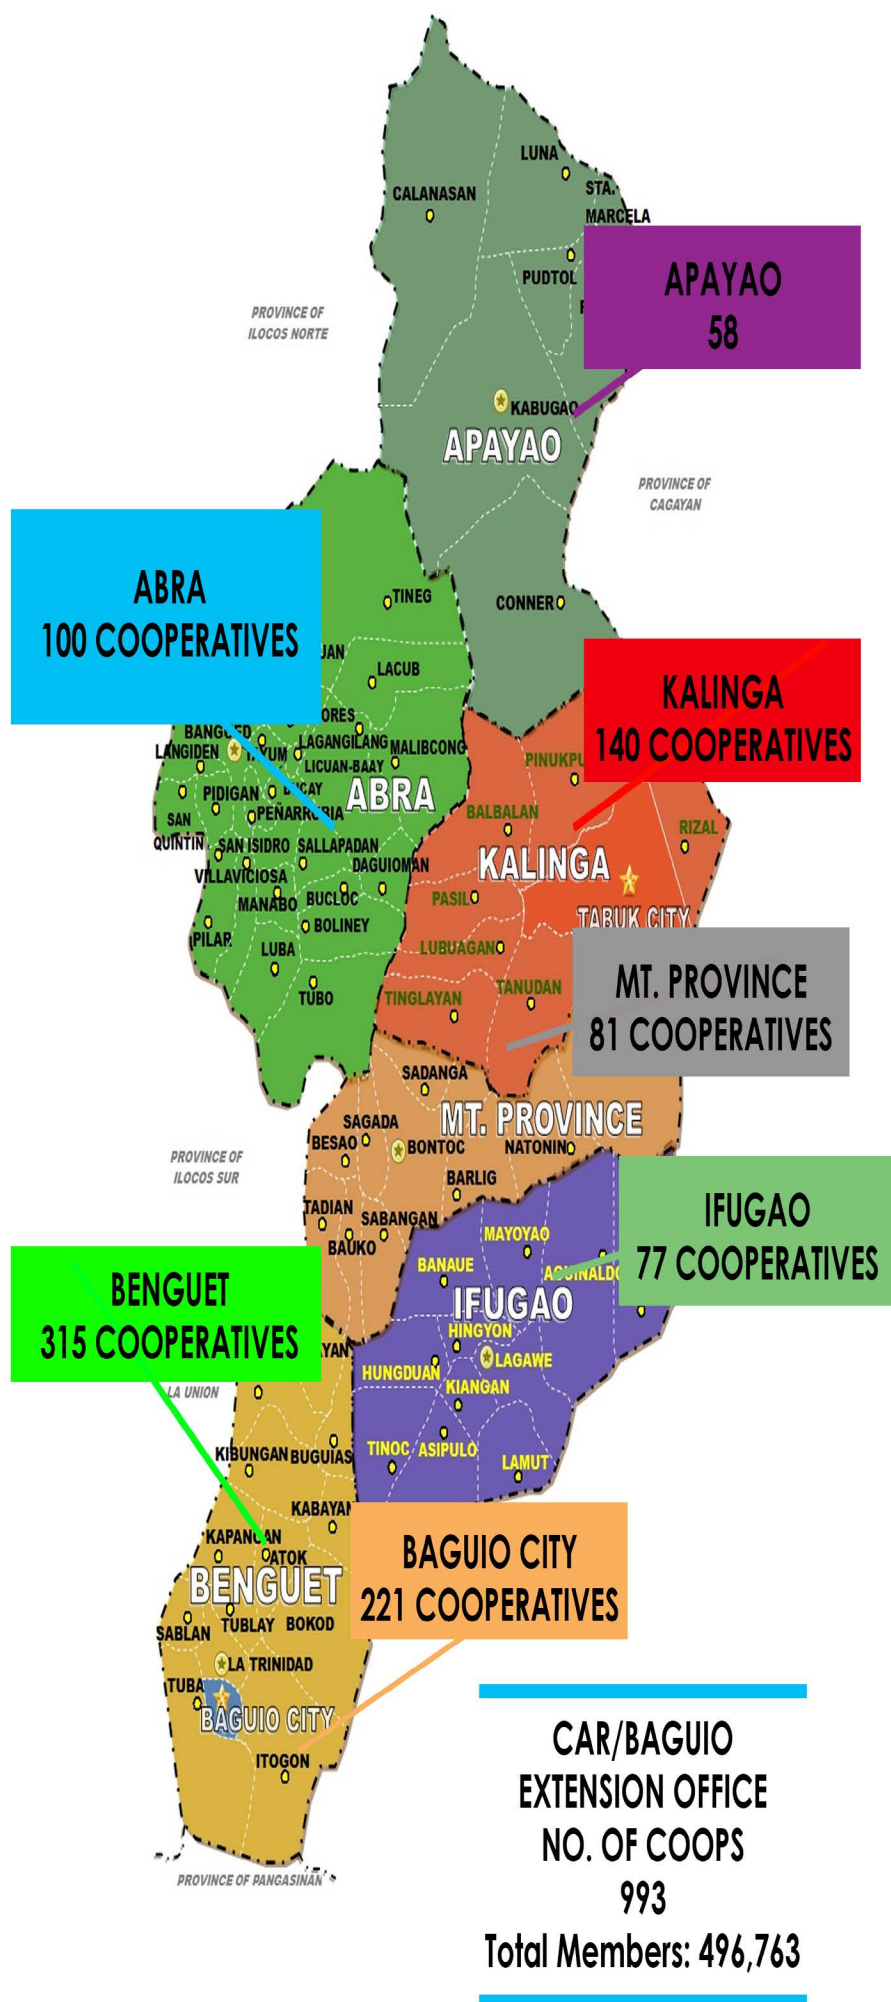 LUNA
STA.
MARCELA
CALANASAN
PUDTOL
APAYAO
58
PROVINCE OF
ILOCOS NORTE
KABUGAO
APAYAO
PROVINCE OF
CAGAYAN
CONNER
ABRA
100 COOPERATIVES
TINEG
LACUB
LAGANGILANG
MALIBCONG
LICUAN-BAAY
BANGUED
LANGIDEN
TAYUM
PIDIGAN
BUCAY
PEÑARRUBIA
ABRA
SAN
QUINTIN
SAN ISIDRO
SALLAPADAN
DAGUIOMAN
VILLAVICIOSA
MANABO
BUCLOC
BOLINEY
PILAR
LUBA
TUBO
KALINGA
140 COOPERATIVES
BALBALAN
RIZAL
KALINGA
TABUK CITY
PASIL
LUBUAGAN
TANUDAN
TINGLAYAN
MT. PROVINCE
81 COOPERATIVES
SADANGA
MT. PROVINCE
SAGADA
BESAO
BONTOC
NATONIN
BARLIG
PROVINCE OF
ILOCOS SUR
TADIAN
SABANGAN
BAUKO
IFUGAO
77 COOPERATIVES
MAYOYAO
BANAUE
AGUINALDO
IFUGAO
HINGYON
LAGAWE
HUNGDUAN
KIANGAN
TINOC
ASIPULO
LAMUT
BENGUET
315 COOPERATIVES
LA UNION
KIBUNGAN
BUGUIAS
KABAYAN
KAPANGAN
ATOK
BENGUET
SABLAN
TUBLAY
BOKOD
LA TRINIDAD
TUBA
BAGUIO CITY
ITOGON
PROVINCE OF PANGASINAN
BAGUIO CITY
221 COOPERATIVES
CAR/BAGUIO
EXTENSION OFFICE
NO. OF COOPS
993
Total Members: 496,763